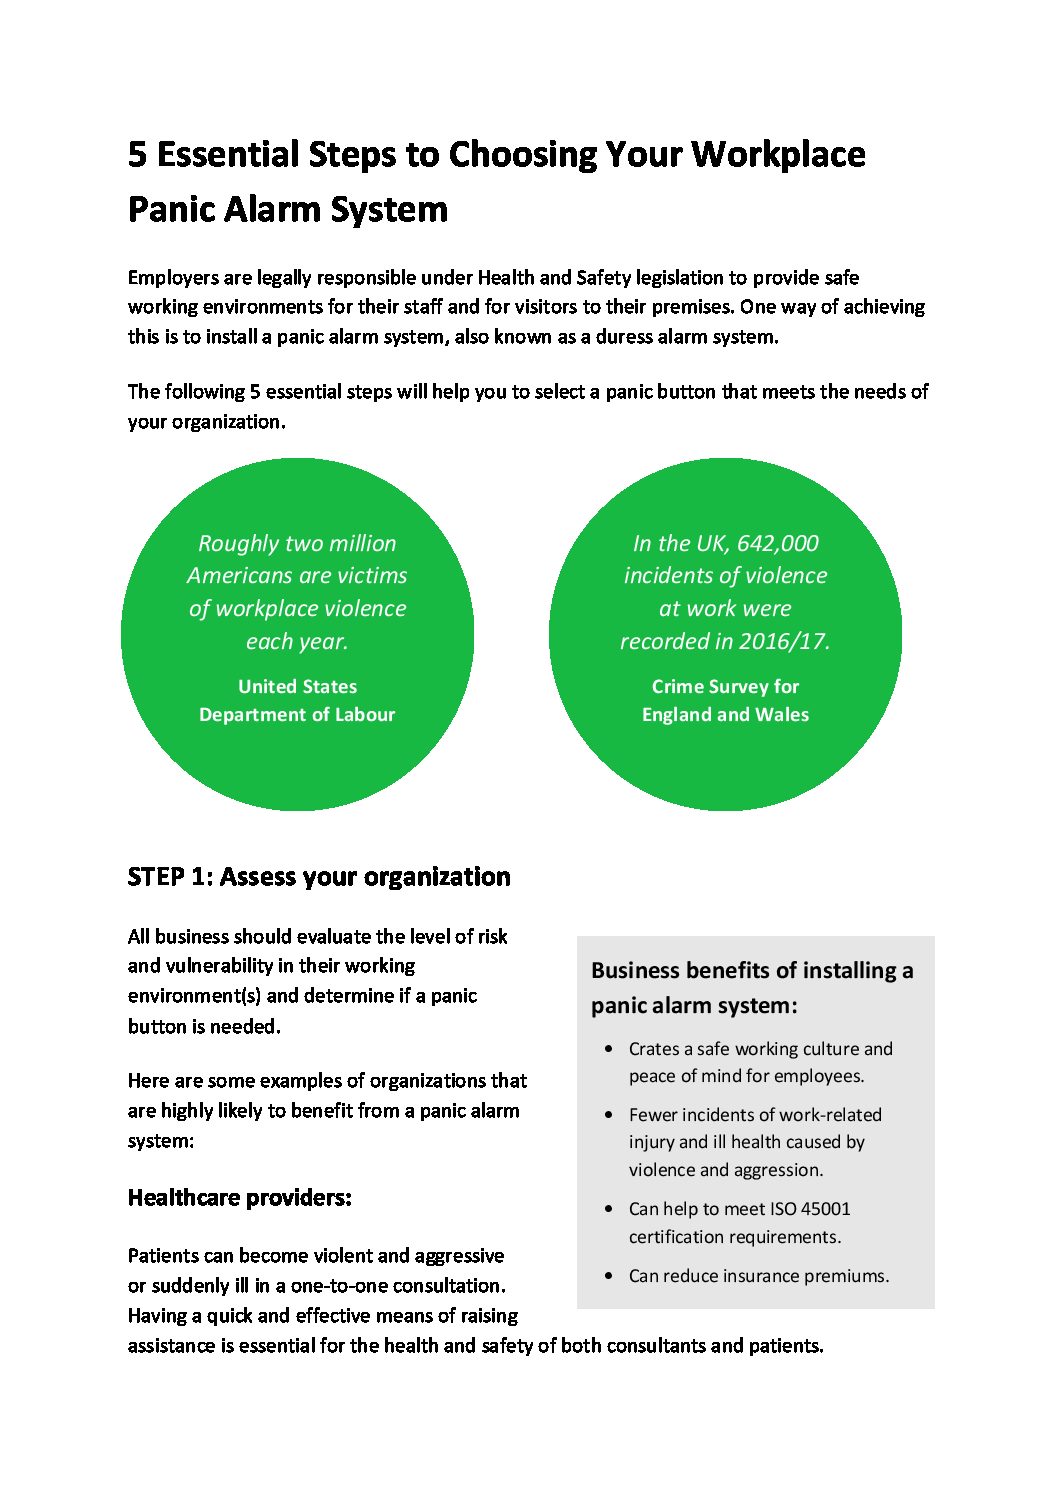 5 Essential Steps to Choosing Your Workplace
Panic Alarm System
Employers are legally responsible under Health and Safety legislation to provide safe
working environments for their staff and for visitors to their premises. One way of achieving
this is to install a panic alarm system, also known as a duress alarm system.
The following 5 essential steps will help you to select a panic button that meets the needs of
your organization.
Roughly two million
Americans are victims
of workplace violence
each year.
United States
Department of Labour
In the UK, 642,000
incidents of violence
at work were
recorded in 2016/17.
Crime Survey for
England and Wales
STEP 1: Assess your organization
All business should evaluate the level of risk
and vulnerability in their working
environment(s) and determine if a panic
button is needed.
Here are some examples of organizations that
are highly likely to benefit from a panic alarm
system:
Healthcare providers:
Patients can become violent and aggressive
or suddenly ill in a one-to-one consultation.
Having a quick and effective means of raising
assistance is essential for the health and safety of both consultants and patients.
Business benefits of installing a
panic alarm system:
• Crates a safe working culture and
peace of mind for employees.
• Fewer incidents of work-related
injury and ill health caused by
violence and aggression.
• Can help to meet ISO 45001
certification requirements.
• Can reduce insurance premiums.